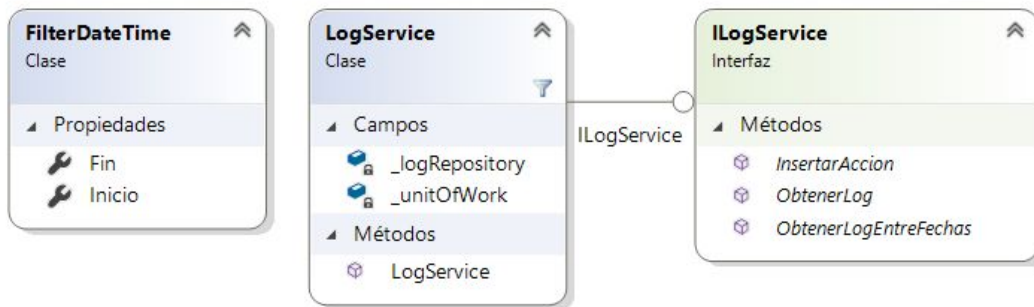 FilterDateTime
Clase
Propiedades
Fin
Inicio
LogService
Clase
Campos
_logRepository
_unitOfWork
Métodos
LogService
ILogService
ILogService
Interfaz
Métodos
InsertarAccion
ObtenerLog
ObtenerLogEntreFechas